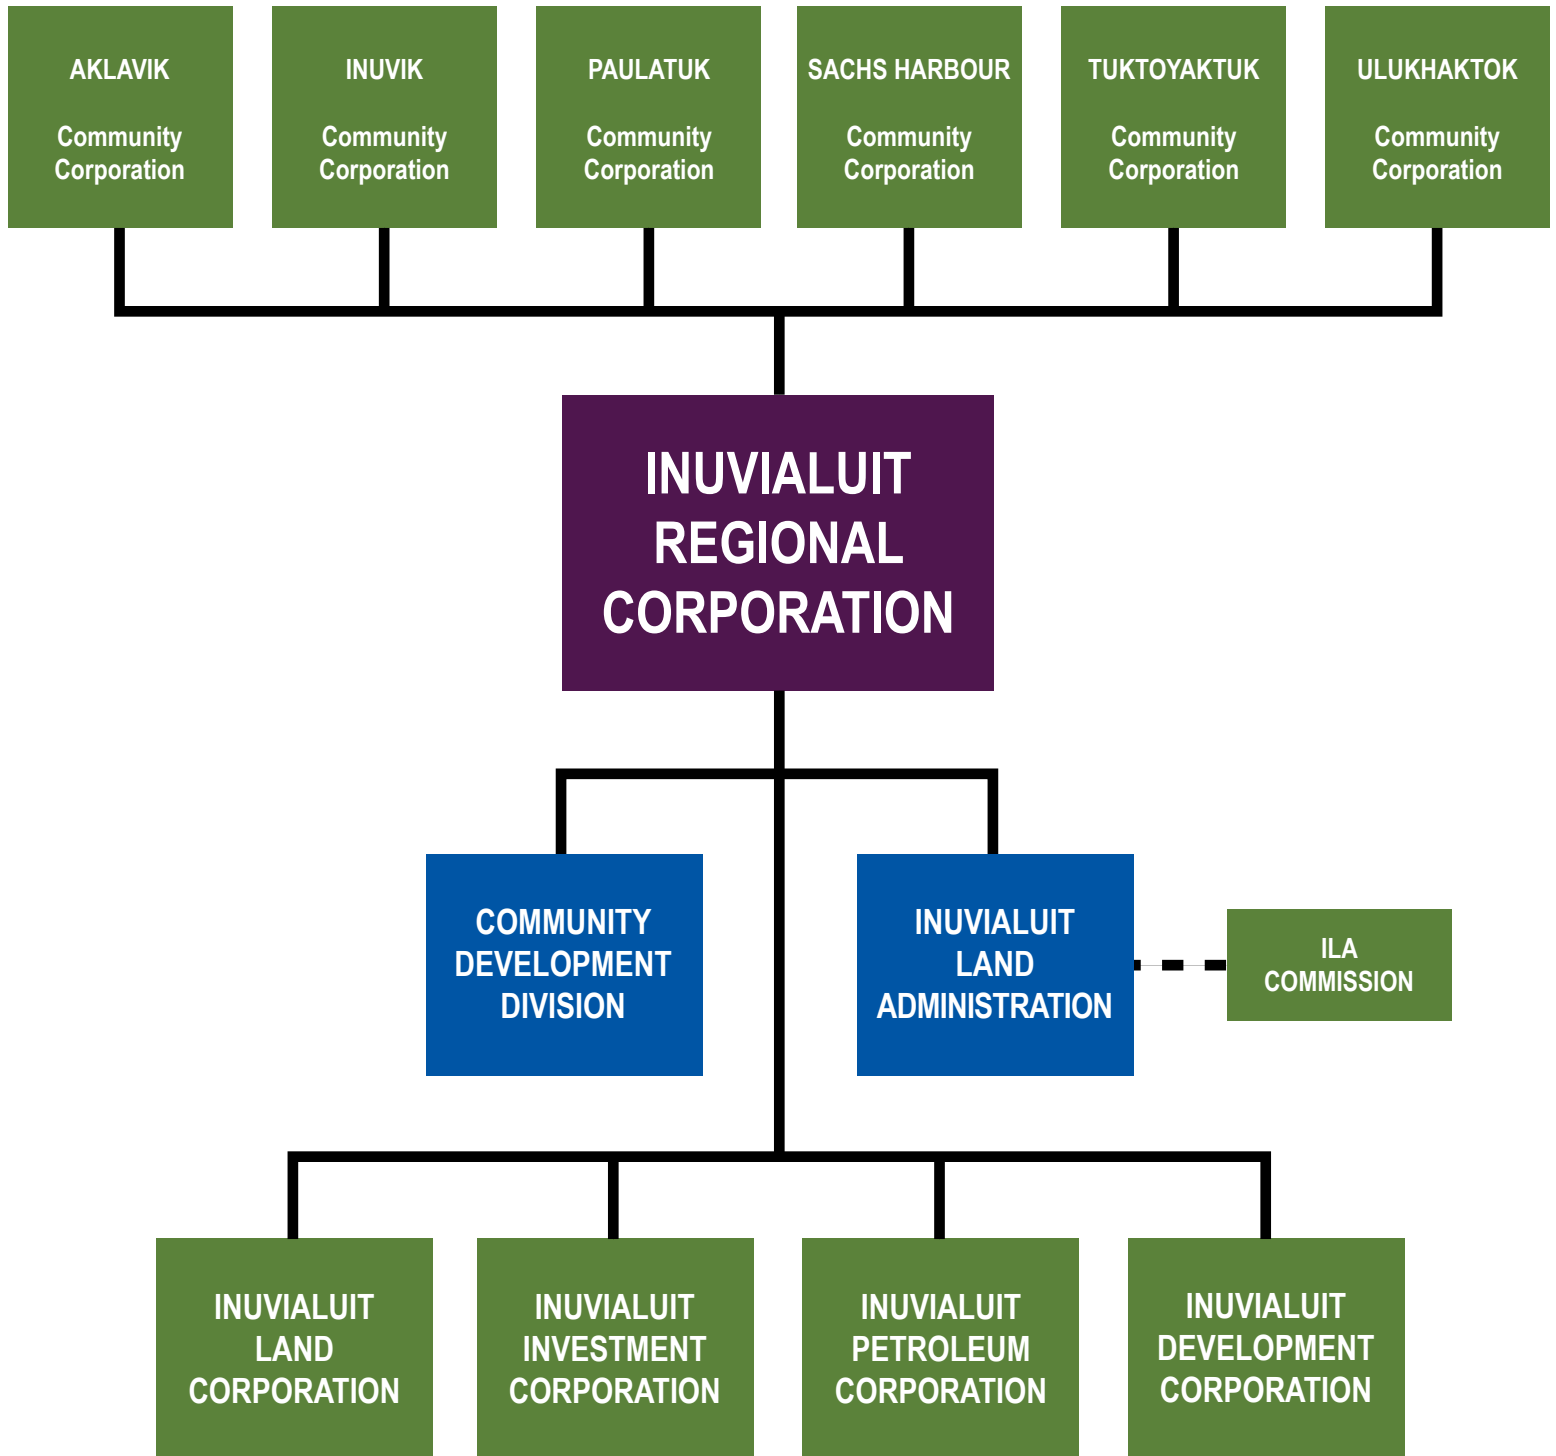 AKLAVIK
Community
Corporation
INUVIK
Community
Corporation
PAULATUK
Community
Corporation
SACHS HARBOUR
Community
Corporation
TUKTOYAKTUK
Community
Corporation
ULUKHAKTOK
Community
Corporation
INUVIALUIT
REGIONAL
CORPORATION
COMMUNITY
DEVELOPMENT
DIVISION
INUVIALUIT
LAND
ADMINISTRATION
ILA
COMMISSION
INUVIALUIT
LAND
CORPORATION
INUVIALUIT
INVESTMENT
CORPORATION
INUVIALUIT
PETROLEUM
CORPORATION
INUVIALUIT
DEVELOPMENT
CORPORATION